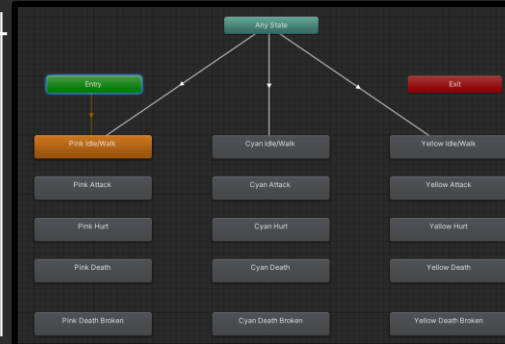 Any State
Entry
Exit
Pink Idle/Walk
Cyan Idle/Walk
Yellow Idle/Walk
Pink Attack
Cyan Attack
Yellow Attack
Pink Hurt
Cyan Hurt
Yellow Hurt
Pink Death
Cyan Death
Yellow Death
Pink Death Broken
Cyan Death Broken
Yellow Death Broken